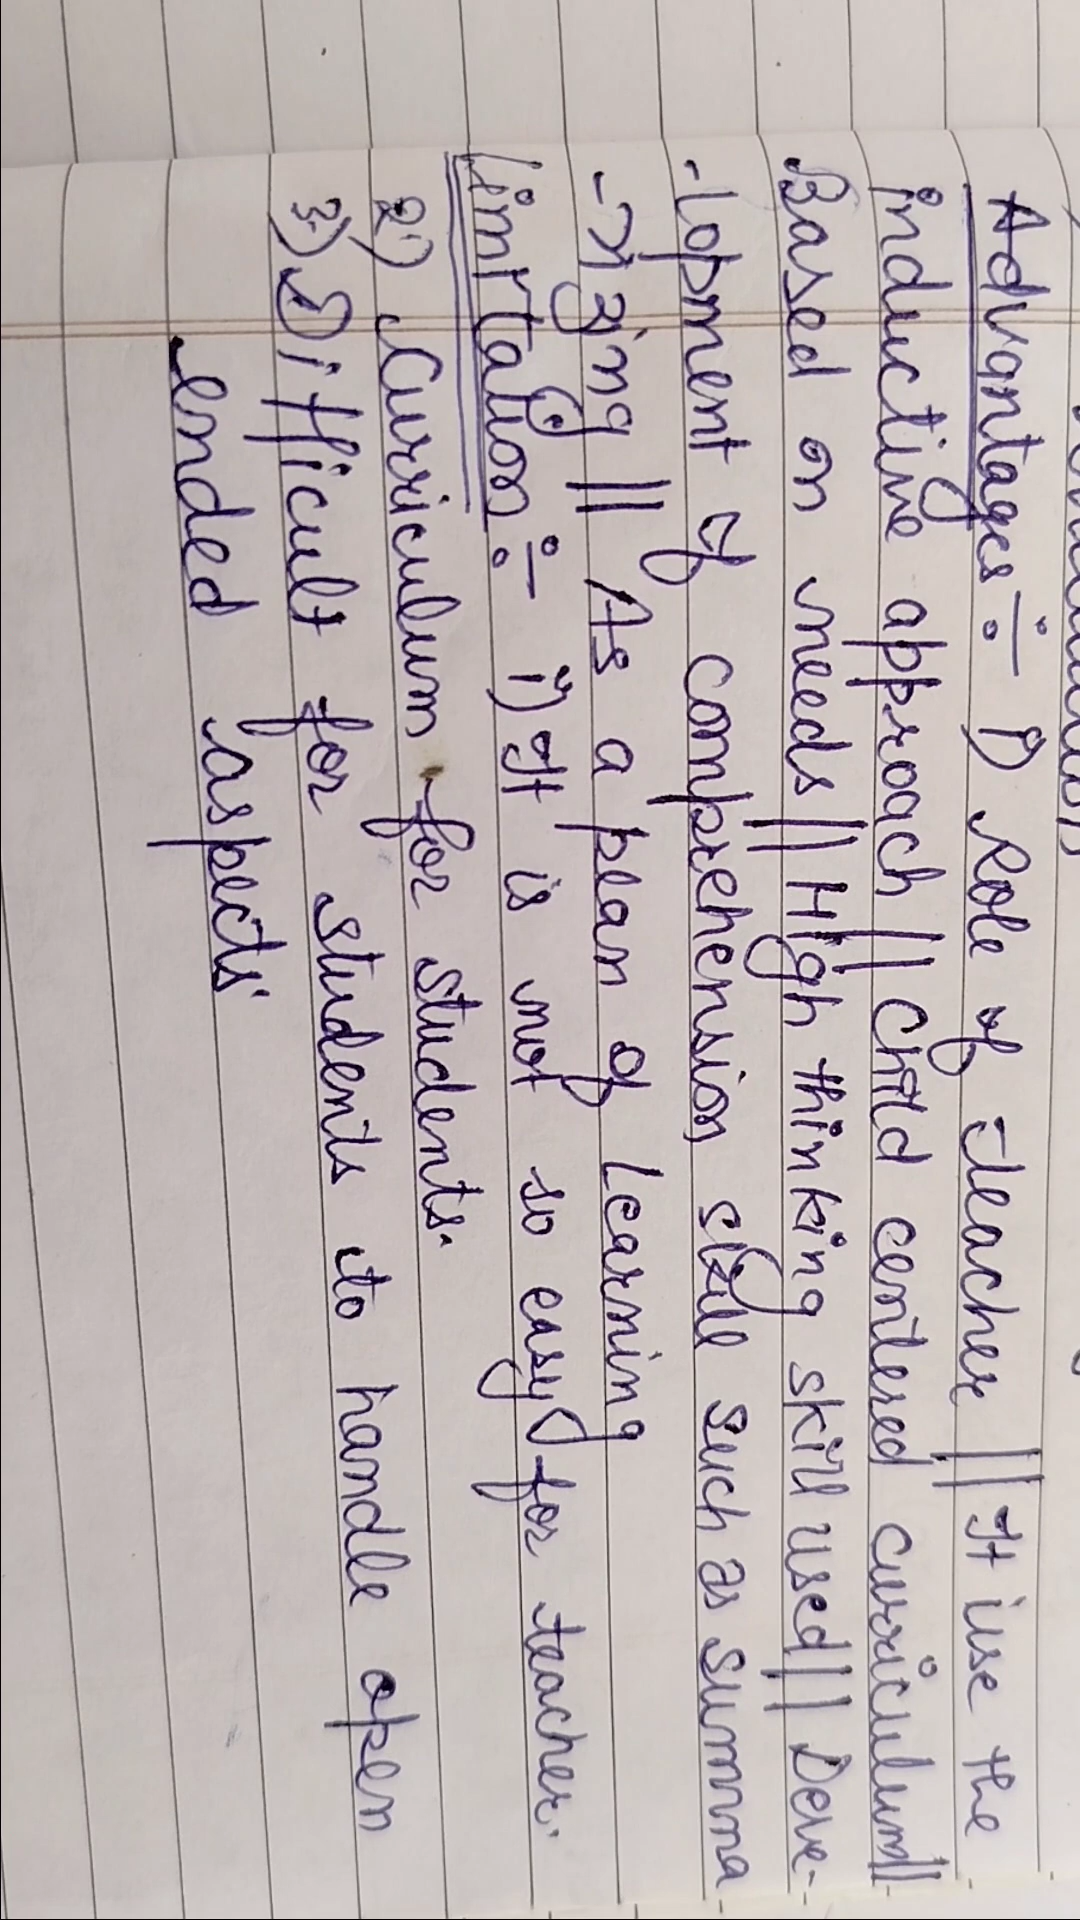 Advantages :- 1) Role of teacher || It use the
inductive approach || Child centered curriculum ||
Based on needs || High thinking skill used || Deve-
-lopment of comprehension skill such as summa
-rizing || As a plan of Learning
Limitation :- 1) It is not so easy for teacher.
2) Curriculum for students.
3) Difficult for students to handle open
ended aspects.